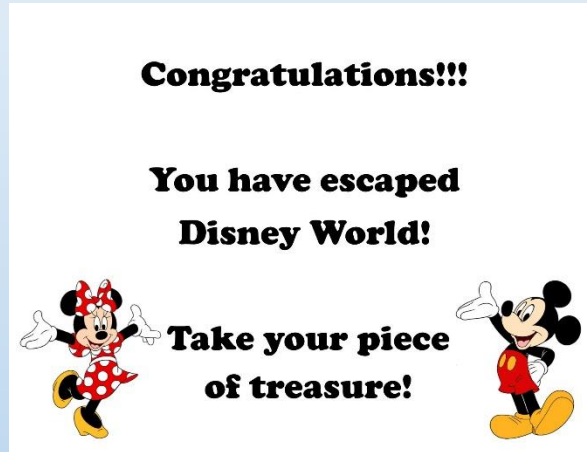 Congratulations!!!
You have escaped
Disney World!
Take your piece
of treasure!